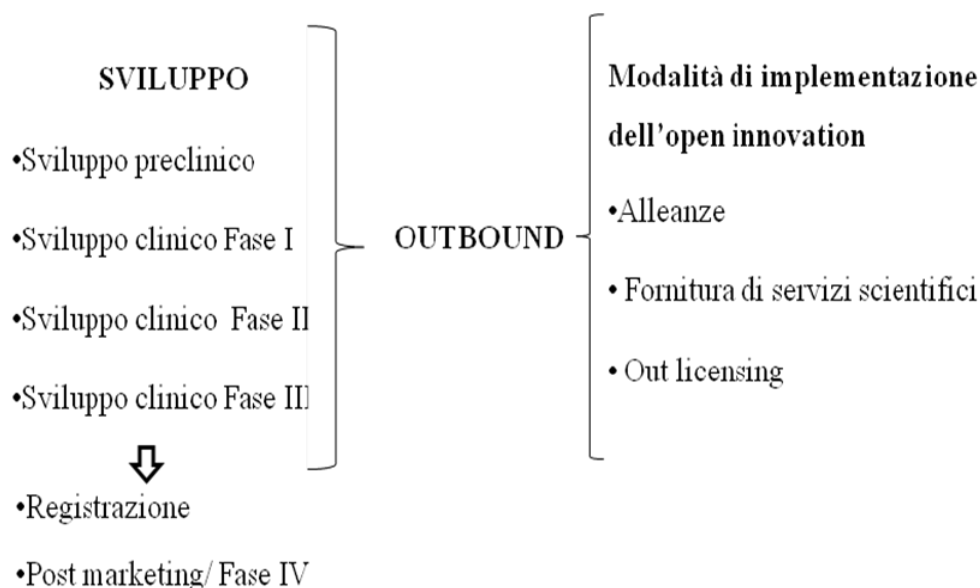 SVILUPPO
•Sviluppo preclinico
•Sviluppo clinico Fase I
•Sviluppo clinico Fase II
•Sviluppo clinico Fase III
•Registrazione
•Post marketing/ Fase IV
OUTBOUND
Modalità di implementazione
dell'open innovation
•Alleanze
• Fornitura di servizi scientifici
• Out licensing